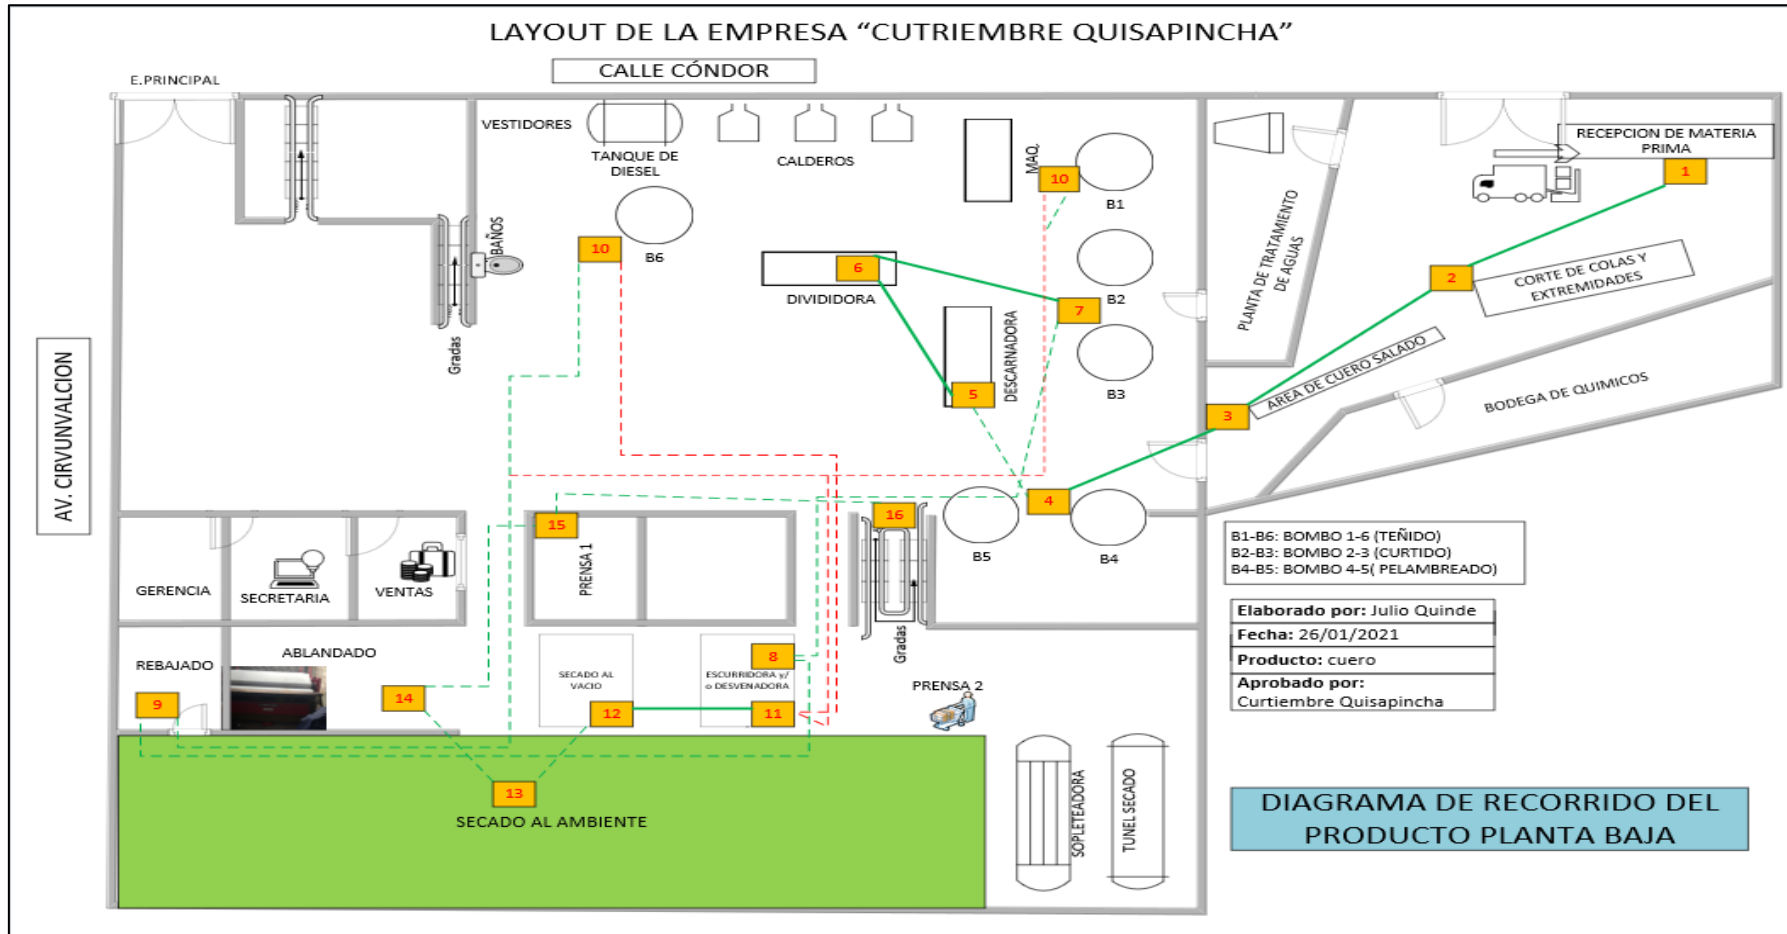 LAYOUT DE LA EMPRESA “CUTRIEMBRE QUISAPINCHA”
CALLE CÓNDOR
E.PRINCIPAL
VESTIDORES
TANQUE DE
DIESEL
CALDEROS
MAQ,
10
B1
RECEPCION DE MATERIA
PRIMA
1
BAÑOS
10
B6
6
DIVIDIDORA
B2
7
PLANTA DE TRATAMIENTO
DE AGUAS
2
CORTE DE COLAS Y
EXTREMIDADES
Gradas
DESCARNADORA
5
B3
AREA DE CUERO SALADO
3
BODEGA DE QUIMICOS
AV. CIRVUNVALCION
4
B5
B4
16
15
PRENSA 1
Gradas
GERENCIA
SECRETARIA
VENTAS
B1-B6: BOMBO 1-6 (TEÑIDO)
B2-B3: BOMBO 2-3 (CURTIDO)
B4-B5: BOMBO 4-5( PELAMBREADO)
Elaborado por: Julio Quinde
Fecha: 26/01/2021
Producto: cuero
Aprobado por:
Curtiembre Quisapincha
REBAJADO
ABLANDADO
9
14
SECADO AL
VACIO
12
8
ESCURRIDORA y/
o DESVENADORA
11
PRENSA 2
13
SECADO AL AMBIENTE
SOPLETEADORA
TUNEL SECADO
DIAGRAMA DE RECORRIDO DEL
PRODUCTO PLANTA BAJA